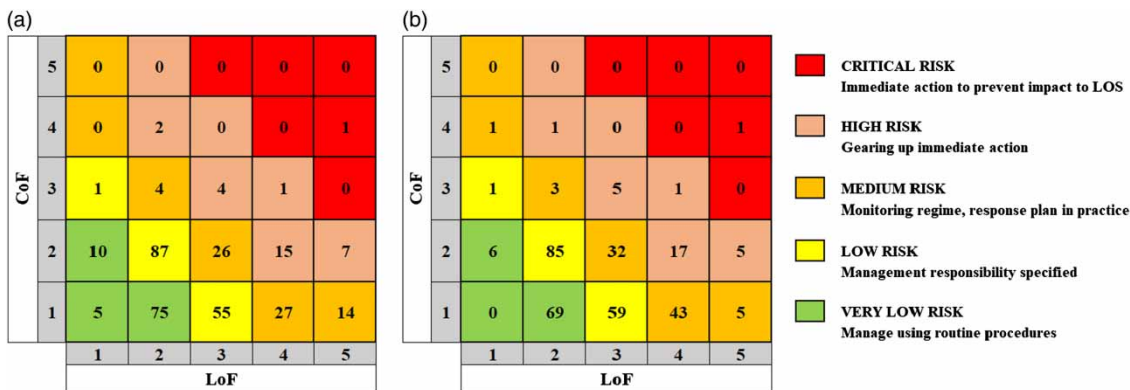 (a)
(b)
5 0 0 0 0 0
4 0 2 0 0 1
3 1 4 4 1 0
2 10 87 26 15 7
1 5 75 55 27 14
1 2 3 4 5
LoF
CoF
5 0 0 0 0 0
4 1 1 0 0 1
3 1 3 5 1 0
2 6 85 32 17 5
1 0 69 59 43 5
1 2 3 4 5
LoF
CoF
CRITICAL RISK
Immediate action to prevent impact to LOS
HIGH RISK
Gearing up immediate action
MEDIUM RISK
Monitoring regime, response plan in practice
LOW RISK
Management responsibility specified
VERY LOW RISK
Manage using routine procedures